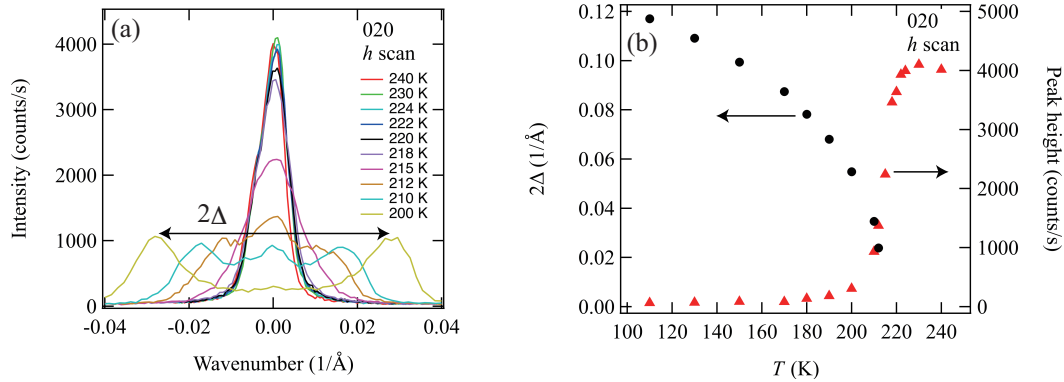 (a)
020
h scan
240 K
230 K
224 K
222 K
220 K
218 K
215 K
212 K
210 K
200 K
2Δ
Intensity (counts/s)
4000
3000
2000
1000
0
-0.04 -0.02 0.00 0.02 0.04
Wavenumber (1/Å)
(b)
020
h scan
2Δ (1/Å)
0.12
0.10
0.08
0.06
0.04
0.02
0.00
5000
4000
3000
2000
1000
0
Peak height (counts/s)
100 120 140 160 180 200 220 240
T (K)